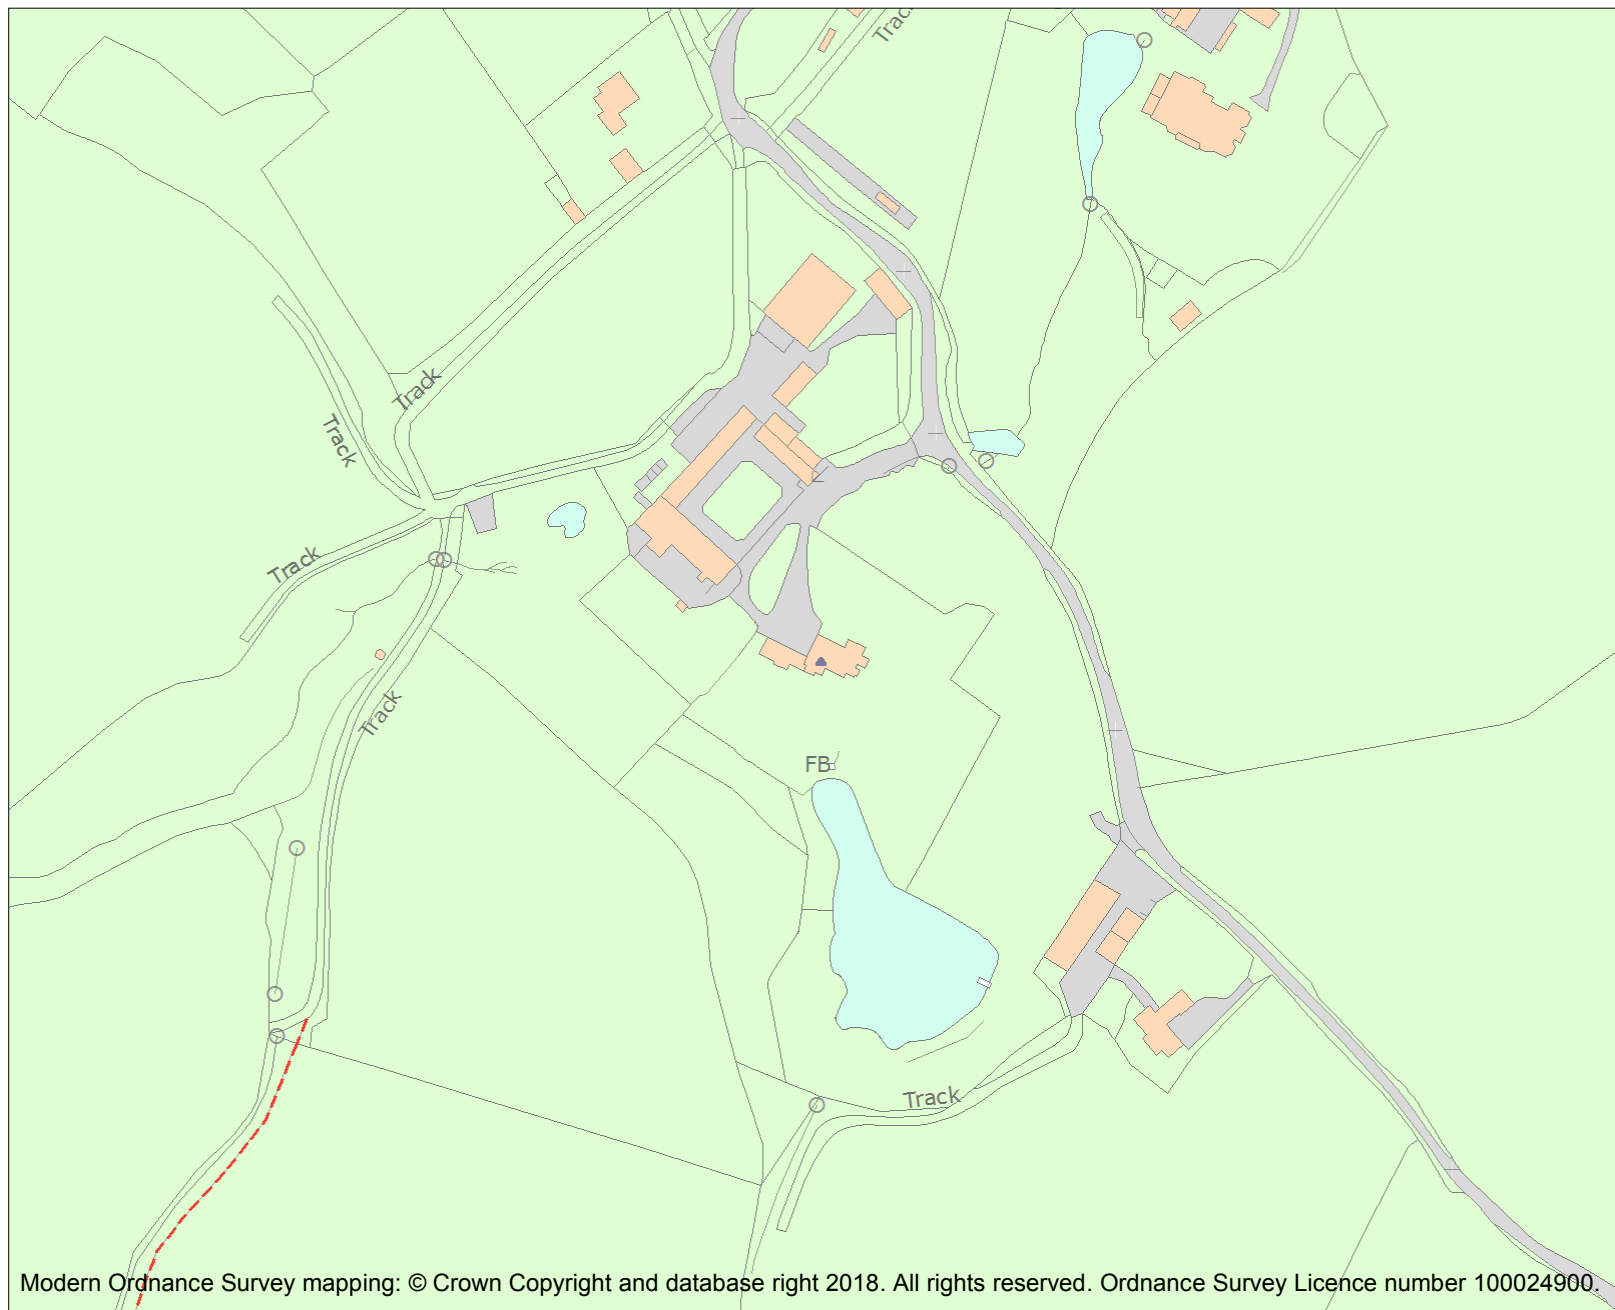 Track
Track
Track
Track
Track
FB
Track
Modern Ordnance Survey mapping: © Crown Copyright and database right 2018. All rights reserved. Ordnance Survey Licence number 100024900.